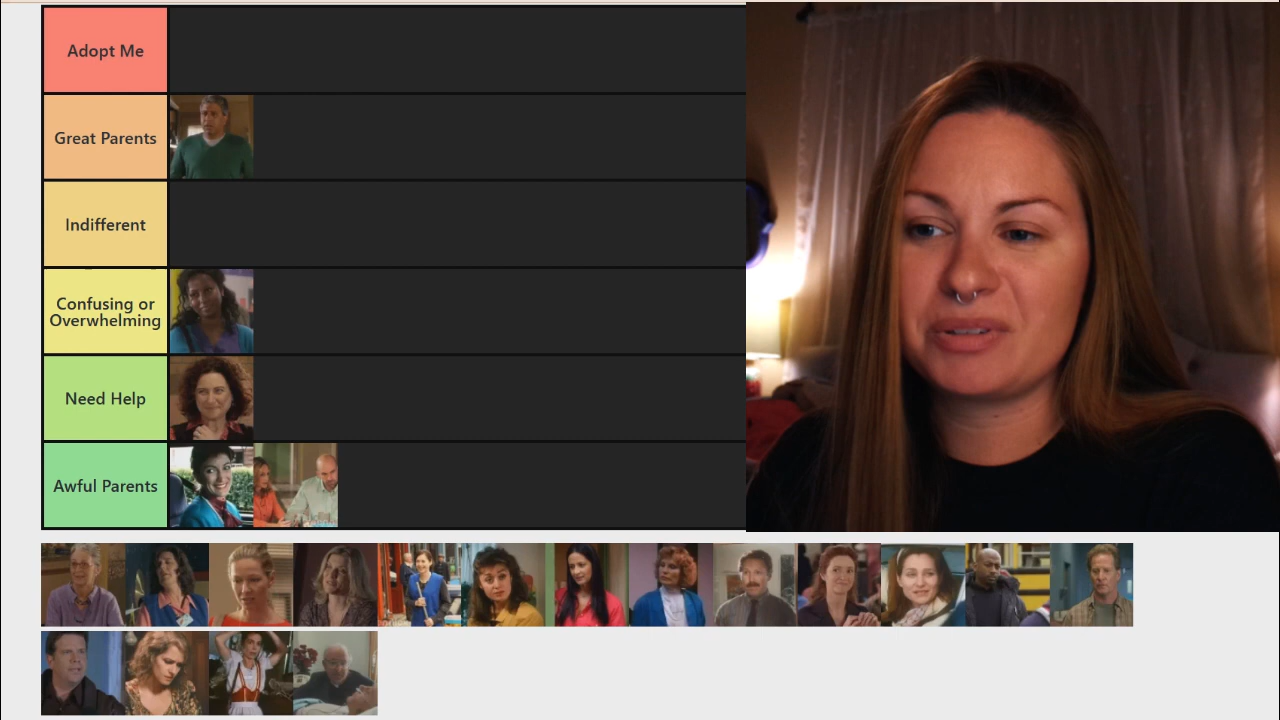 Adopt Me
Great Parents
Indifferent
Confusing or
Overwhelming
Need Help
Awful Parents